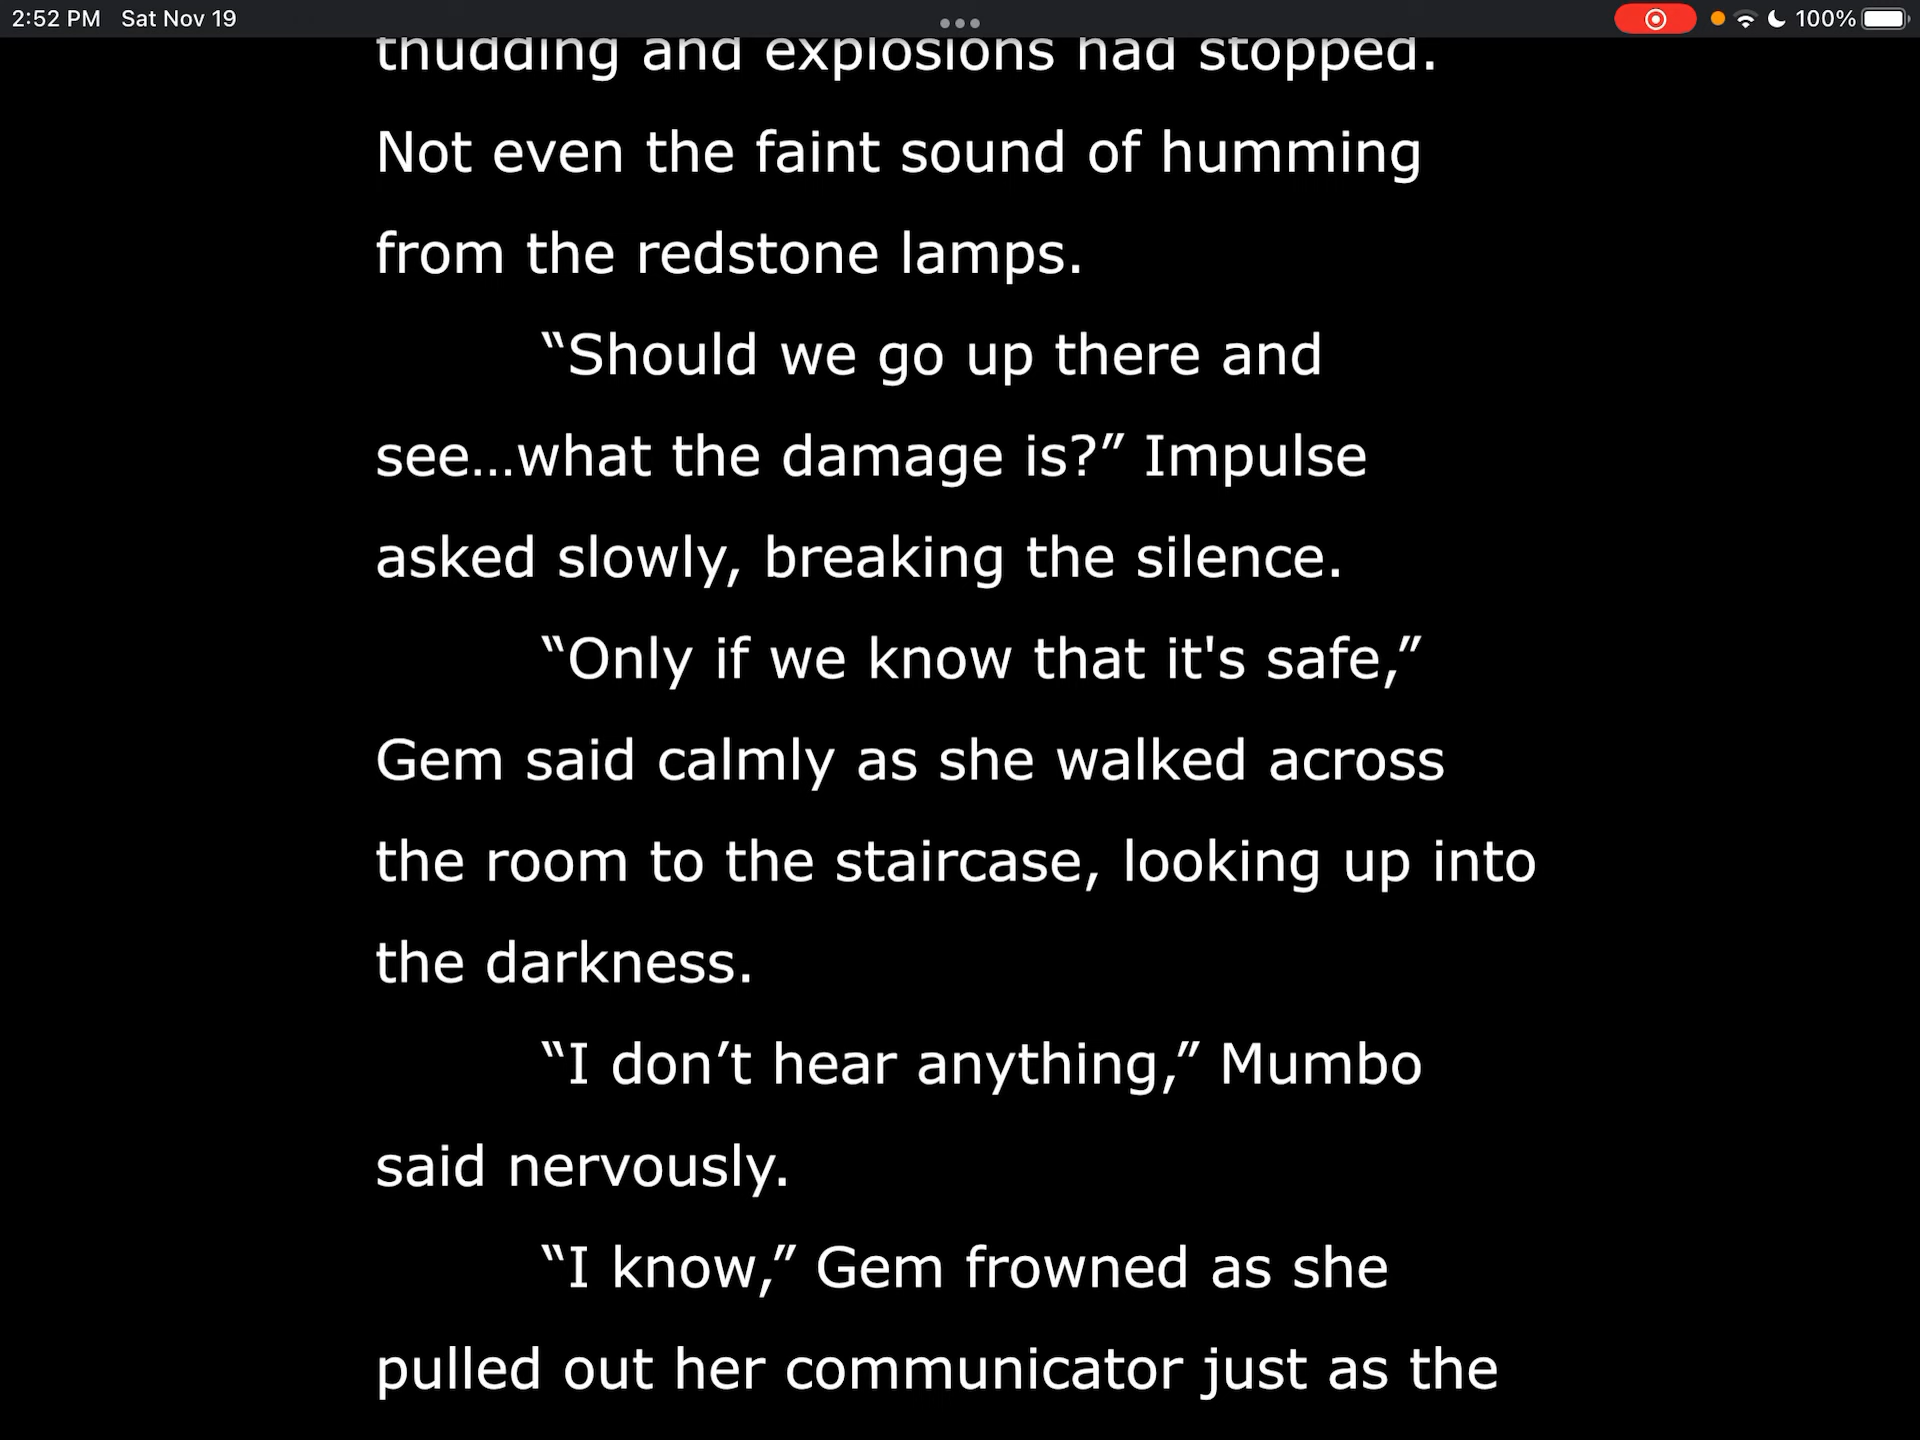 2:52 PM Sat Nov 19
100%
thudding and explosions had stopped.
Not even the faint sound of humming
from the redstone lamps.
“Should we go up there and
see...what the damage is?” Impulse
asked slowly, breaking the silence.
“Only if we know that it's safe,”
Gem said calmly as she walked across
the room to the staircase, looking up into
the darkness.
“I don’t hear anything,” Mumbo
said nervously.
“I know,” Gem frowned as she
pulled out her communicator just as the